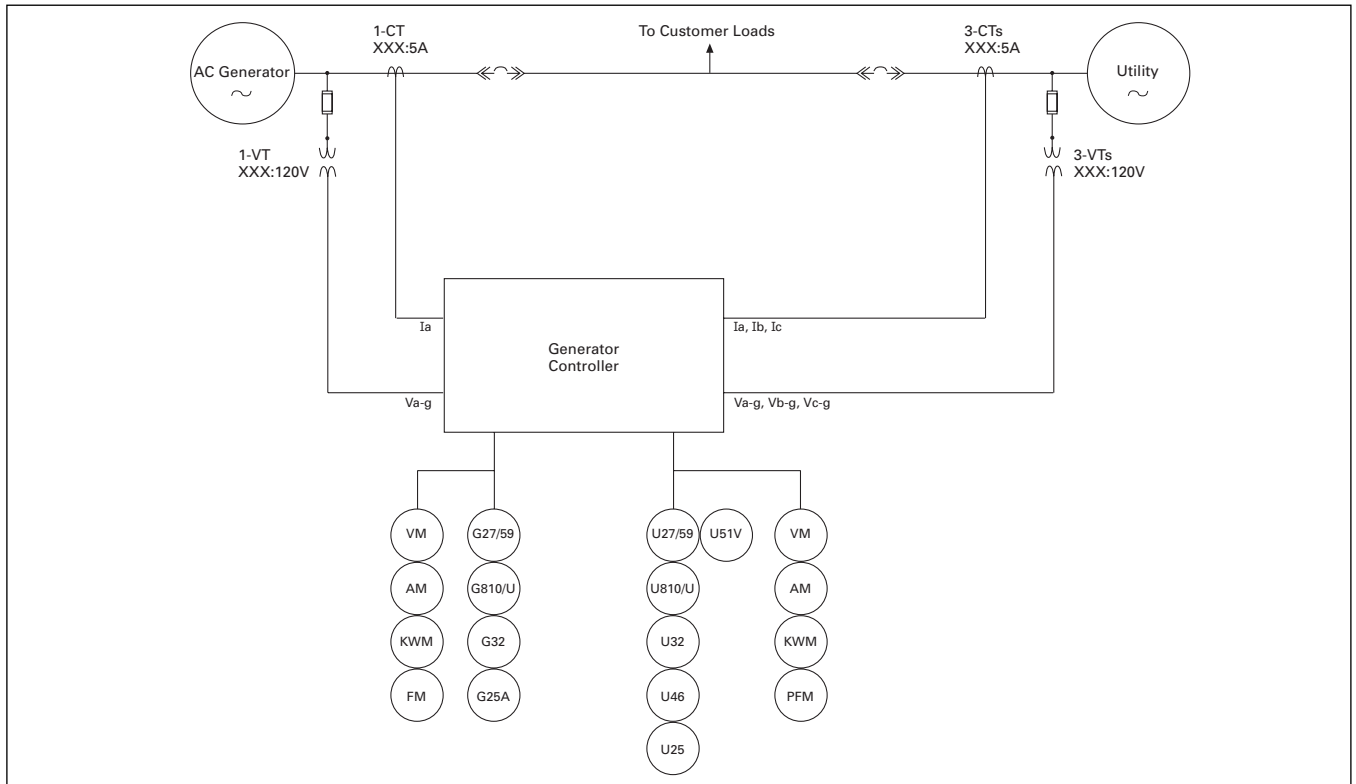 1-CT
XXX:5A
To Customer Loads
3-CTs
XXX:5A
AC Generator
Utility
1-VT
XXX:120V
3-VTs
XXX:120V
Ia
Ia, Ib, Ic
Generator
Controller
Va-g
Va-g, Vb-g, Vc-g
VM
G27/59
U27/59
U51V
VM
AM
G810/U
U810/U
AM
KWM
G32
U32
KWM
FM
G25A
U46
PFM
U25